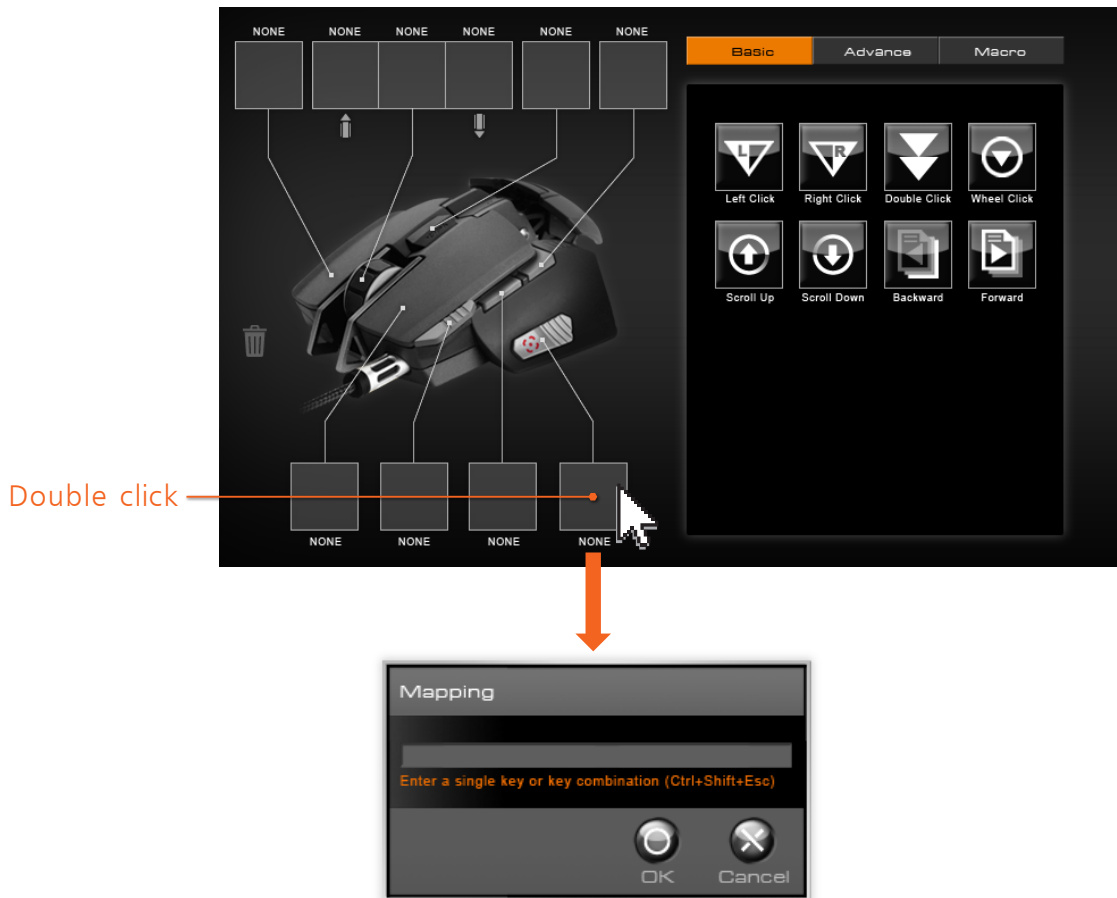 NONE NONE NONE NONE NONE NONE
Basic Advance Macro
L R
Left Click Right Click Double Click Wheel Click
Scroll Up Scroll Down Backward Forward
Double click
NONE NONE NONE NONE
Mapping
Enter a single key or key combination (Ctrl+Shift+Esc)
OK Cancel